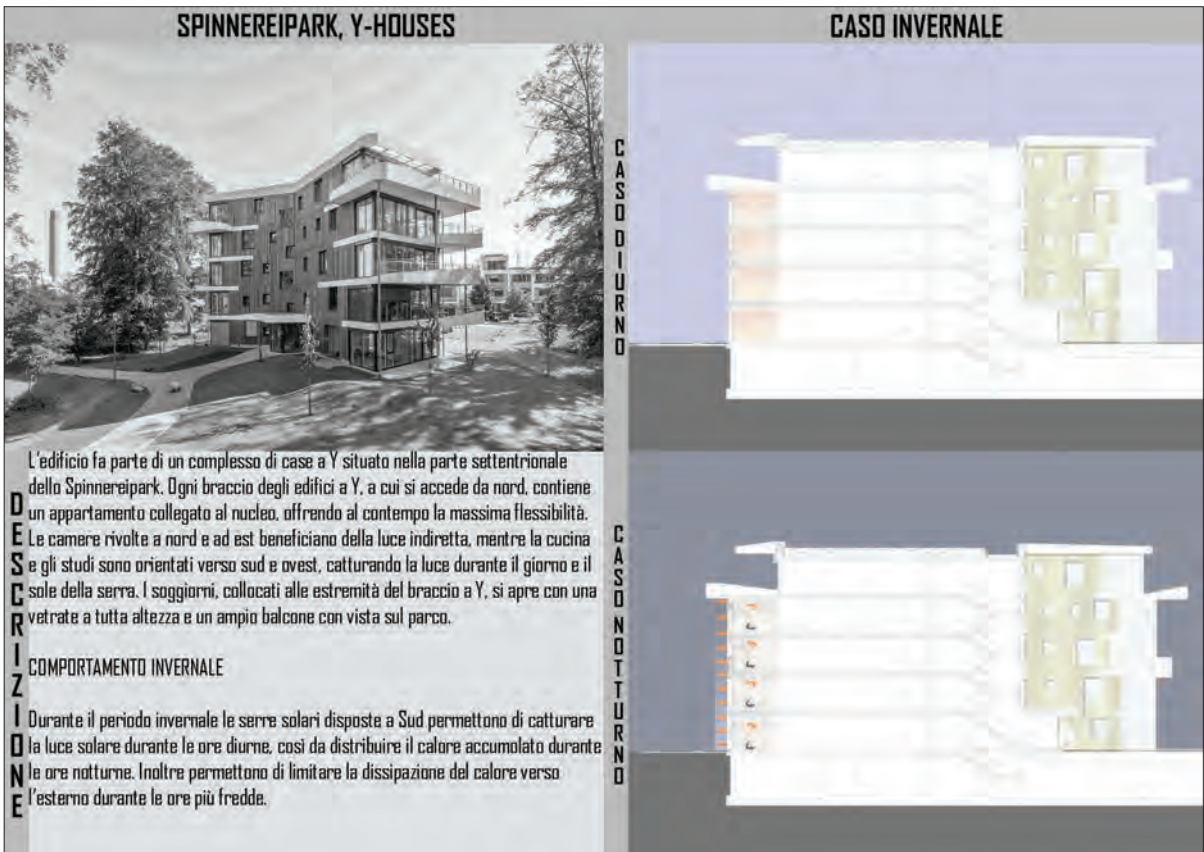 SPINNEREIPARK, Y-HOUSES
L'edificio fa parte di un complesso di case a Y situato nella parte settentrionale
dello Spinnereipark. Ogni braccio degli edifici a Y, a cui si accede da nord, contiene
un appartamento collegato al nucleo, offrendo al contempo la massima flessibilità.
Le camere rivolte a nord e ad est beneficiano della luce indiretta, mentre la cucina
e gli studi sono orientati verso sud e ovest, catturando la luce durante il giorno e il
sole della serra. I soggiorni, collocati alle estremità del braccio a Y, si apre con una
vetrate a tutta altezza e un ampio balcone con vista sul parco.
COMPORTAMENTO INVERNALE
Durante il periodo invernale le serre solari disposte a Sud permettono di catturare
la luce solare durante le ore diurne, così da distribuire il calore accumulato durante
le ore notturne. Inoltre permettono di limitare la dissipazione del calore verso
l'esterno durante le ore più fredde.
DESCRIZIONE
CASO INVERNALE
CASO DIURNO
CASO NOTTURNO